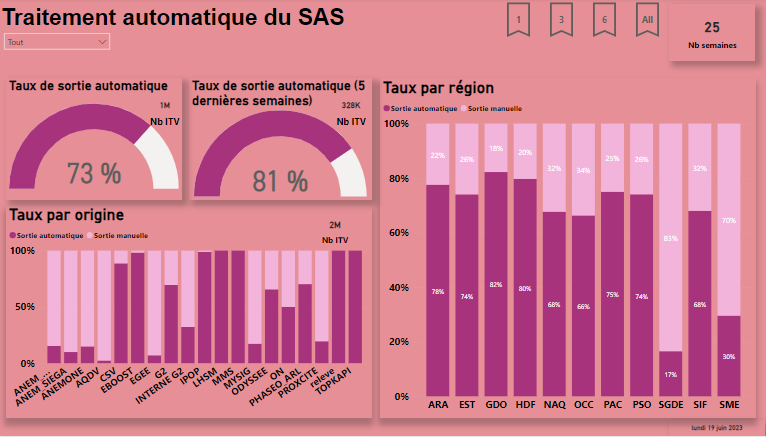 Traitement automatique du SAS
Tout
1
3
6
All
25
Nb semaines
Taux de sortie automatique
1M
Nb ITV
73 %
Taux de sortie automatique (5
dernières semaines)
328K
Nb ITV
81 %
Taux par origine
2M
Nb ITV
Sortie automatique Sortie manuelle
100%
50%
0%
ANEM ...
ANEM_SIEGA
ANEMONE
AQDV
CSV
EBOOST
EGEE
G2
INTERNE G2
IPOP
LHSM
MMS
MYSIG
ODYSSEE
ON
PHASEO_ARL
PROXCITE
releve
TOPKAPI
Taux par région
Sortie automatique Sortie manuelle
100%
80%
60%
40%
20%
0%
22% 26% 18% 20% 32% 34% 25% 26% 83% 32% 70%
78% 74% 82% 80% 68% 66% 75% 74% 17% 68% 30%
ARA EST GDO HDF NAQ OCC PAC PSO SGDE SIF SME
lundi 19 juin 2023